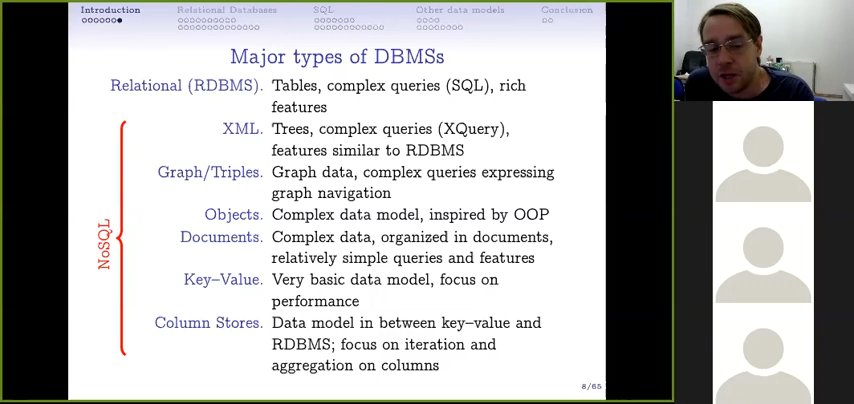 Introduction Relational Databases SQL Other data models Conclusion
Major types of DBMSs
Relational (RDBMS). Tables, complex queries (SQL), rich
features
XML. Trees, complex queries (XQuery),
features similar to RDBMS
Graph/Triples. Graph data, complex queries expressing
graph navigation
Objects. Complex data model, inspired by OOP
Documents. Complex data, organized in documents,
relatively simple queries and features
Key–Value. Very basic data model, focus on
performance
Column Stores. Data model in between key–value and
RDBMS; focus on iteration and
aggregation on columns
NoSQL
8/65